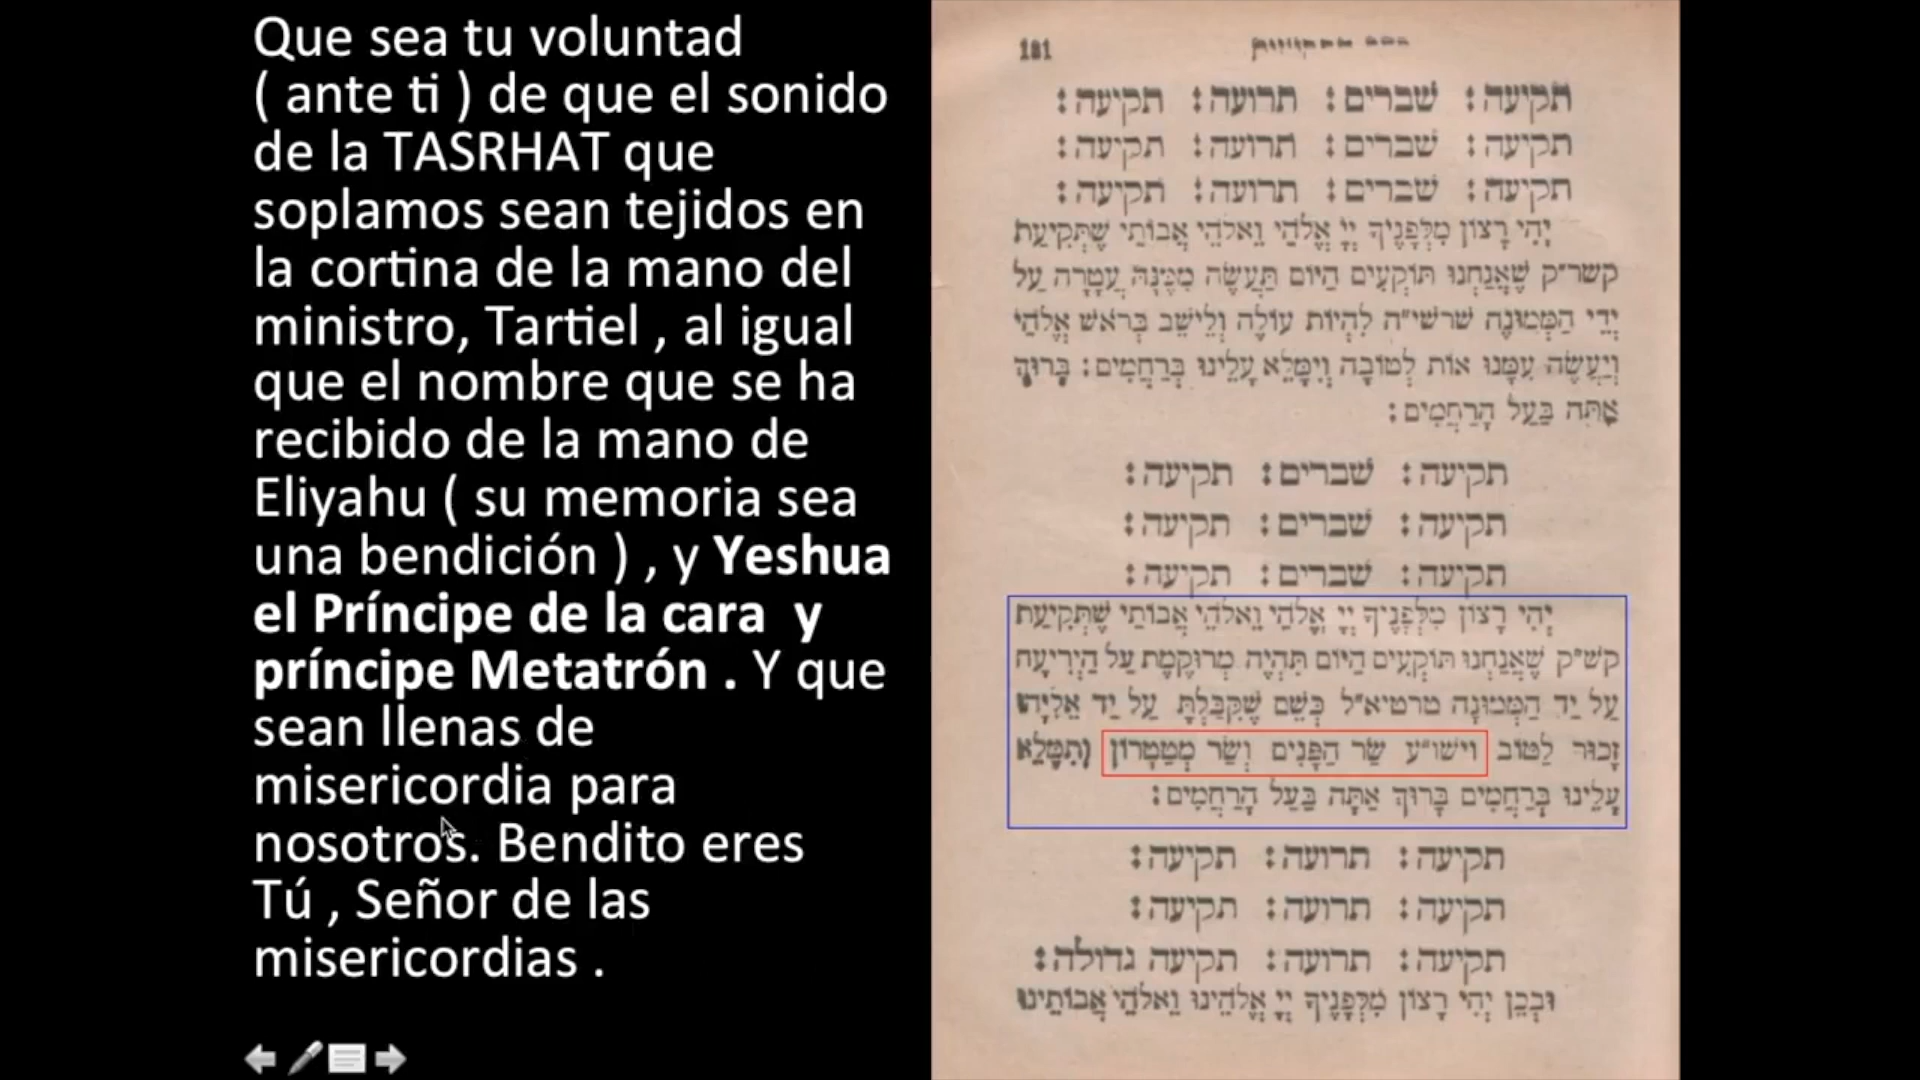 Que sea tu voluntad
( ante ti ) de que el sonido
de la TASRHAT que
soplamos sean tejidos en
la cortina de la mano del
ministro, Tartiel , al igual
que el nombre que se ha
recibido de la mano de
Eliyahu ( su memoria sea
una bendición ) , y Yeshua
el Príncipe de la cara y
príncipe Metatrón . Y que
sean llenas de
misericordia para
nosotros. Bendito eres
Tú , Señor de las
misericordias .
181
תקיעה: שברים: תרועה: תקיעה:
תקיעה: שברים: תרועה: תקיעה:
תקיעה: שברים: תרועה: תקיעה:
יְהִי רָצוֹן מִלְּפָנֶיךָ יְיָ אֱלֹהַי וֵאלֹהֵי אֲבוֹתַי שֶׁתְּקִיעַת
קשר״ק שֶׁאֲנַחְנוּ תּוֹקְעִים הַיּוֹם תַּעֲשֶׂה מִמֶּנָּה עֲטָרָה עַל
יְדֵי הַמְּמוּנֶה שרשי״ה לִהְיוֹת עוֹלָה וְלֵישֵׁב בְּרֹאשׁ אֱלֹהַי
וְיַעֲשֶׂה עִמָּנוּ אוֹת לְטוֹבָה וְיִמָּלֵא עָלֵינוּ בְּרַחֲמִים: בָּרוּךְ
אַתָּה בַּעַל הָרַחֲמִים:
תקיעה: שברים: תקיעה:
תקיעה: שברים: תקיעה:
תקיעה: שברים: תקיעה:
יְהִי רָצוֹן מִלְּפָנֶיךָ יְיָ אֱלֹהַי וֵאלֹהֵי אֲבוֹתַי שֶׁתְּקִיעַת
קש״ק שֶׁאֲנַחְנוּ תּוֹקְעִים הַיּוֹם תִּהְיֶה מְרוּקֶמֶת עַל הַיְרִיעָה
עַל יַד הַמְּמוּנֶה טרטיא״ל כְּשֵׁם שֶׁקִּבַּלְתָּ עַל יַד אֵלִיָּהוּ
זָכוּר לַטּוֹב וישו״ע שַׂר הַפָּנִים וְשַׂר מְטַטְרוֹן וְתִמָּלֵא
עָלֵינוּ בְּרַחֲמִים בָּרוּךְ אַתָּה בַּעַל הָרַחֲמִים:
תקיעה: תרועה: תקיעה:
תקיעה: תרועה: תקיעה:
תקיעה: תרועה: תקיעה גדולה:
וּבְכֵן יְהִי רָצוֹן מִלְּפָנֶיךָ יְיָ אֱלֹהֵינוּ וֵאלֹהֵי אֲבוֹתֵינוּ